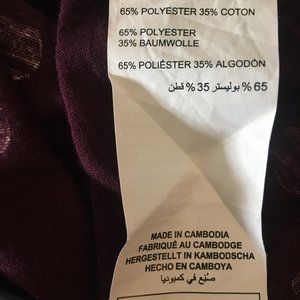 65% POLYESTER 35% COTON
65% POLYESTER
35% BAUMWOLLE
65% POLIÉSTER 35% ALGODÓN
65 % بوليستر 35 % قطن
MADE IN CAMBODIA
FABRIQUÉ AU CAMBODGE
HERGESTELLT IN KAMBODSCHA
HECHO EN CAMBOYA
صُنِع في كمبوديا